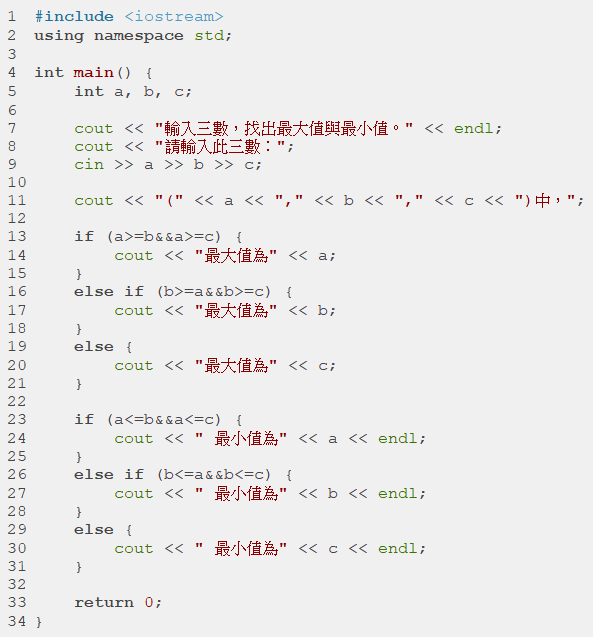 1 #include <iostream>
2 using namespace std;
3
4 int main() {
5     int a, b, c;
6
7     cout << "輸入三數，找出最大值與最小值。" << endl;
8     cout << "請輸入此三數：";
9     cin >> a >> b >> c;
10
11     cout << "(" << a << "," << b << "," << c << ")中，";
12
13     if (a>=b&&a>=c) {
14         cout << "最大值為" << a;
15     }
16     else if (b>=a&&b>=c) {
17         cout << "最大值為" << b;
18     }
19     else {
20         cout << "最大值為" << c;
21     }
22
23     if (a<=b&&a<=c) {
24         cout << " 最小值為" << a << endl;
25     }
26     else if (b<=a&&b<=c) {
27         cout << " 最小值為" << b << endl;
28     }
29     else {
30         cout << " 最小值為" << c << endl;
31     }
32
33     return 0;
34 }